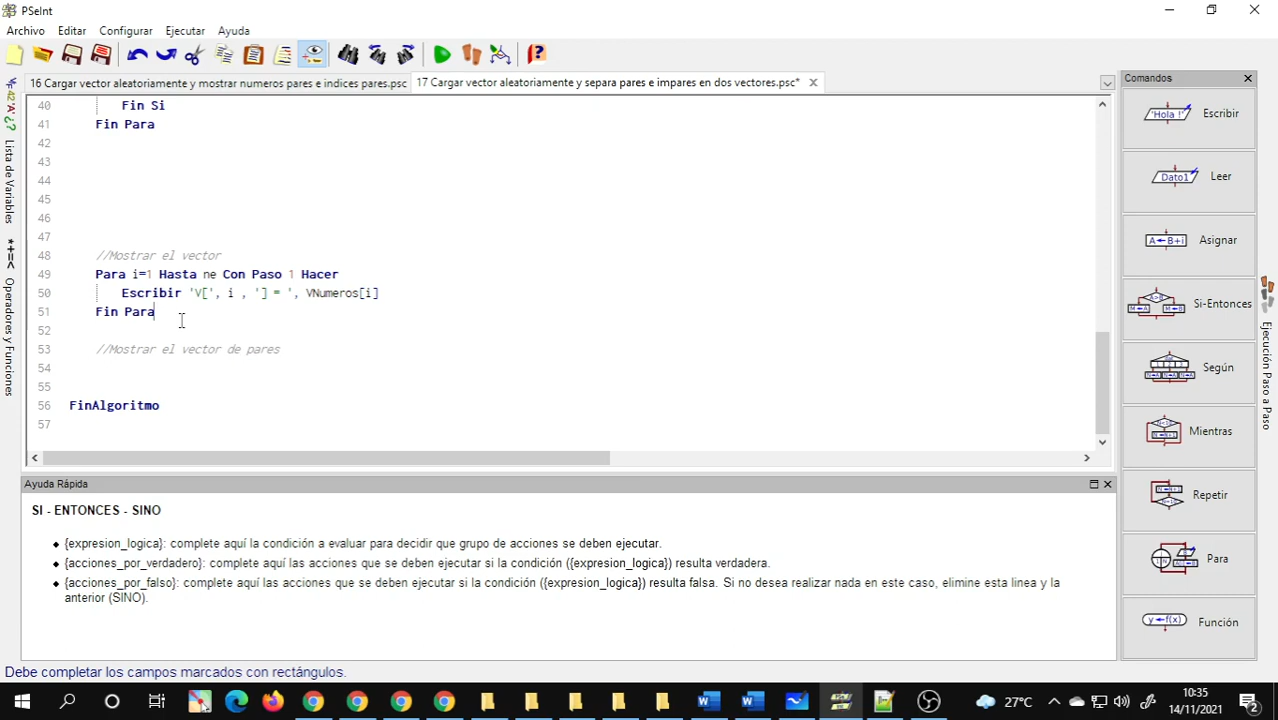 PSeInt
Archivo Editar Configurar Ejecutar Ayuda
16 Cargar vector aleatoriamente y mostrar numeros pares e indices pares.psc
17 Cargar vector aleatoriamente y separa pares e impares en dos vectores.psc*
Lista de Variables
Operadores y Funciones
40 Fin Si
41 Fin Para
42
43
44
45
46
47
48 //Mostrar el vector
49 Para i=1 Hasta ne Con Paso 1 Hacer
50 Escribir 'V[', i , '] = ', VNumeros[i]
51 Fin Para
52
53 //Mostrar el vector de pares
54
55
56 FinAlgoritmo
57
Comandos
'Hola !' Escribir
Dato1 Leer
A←B+i Asignar
Si-Entonces
Según
Mientras
Repetir
Para
y←f(x) Función
Ejecución Paso a Paso
Ayuda Rápida
SI - ENTONCES - SINO
{expresion_logica}: complete aquí la condición a evaluar para decidir que grupo de acciones se deben ejecutar.
{acciones_por_verdadero}: complete aquí las acciones que se deben ejecutar si la condición ({expresion_logica}) resulta verdadera.
{acciones_por_falso}: complete aquí las acciones que se deben ejecutar si la condición ({expresion_logica}) resulta falsa. Si no desea realizar nada en este caso, elimine esta linea y la
anterior (SINO).
Debe completar los campos marcados con rectángulos.
27°C
10:35
14/11/2021
2